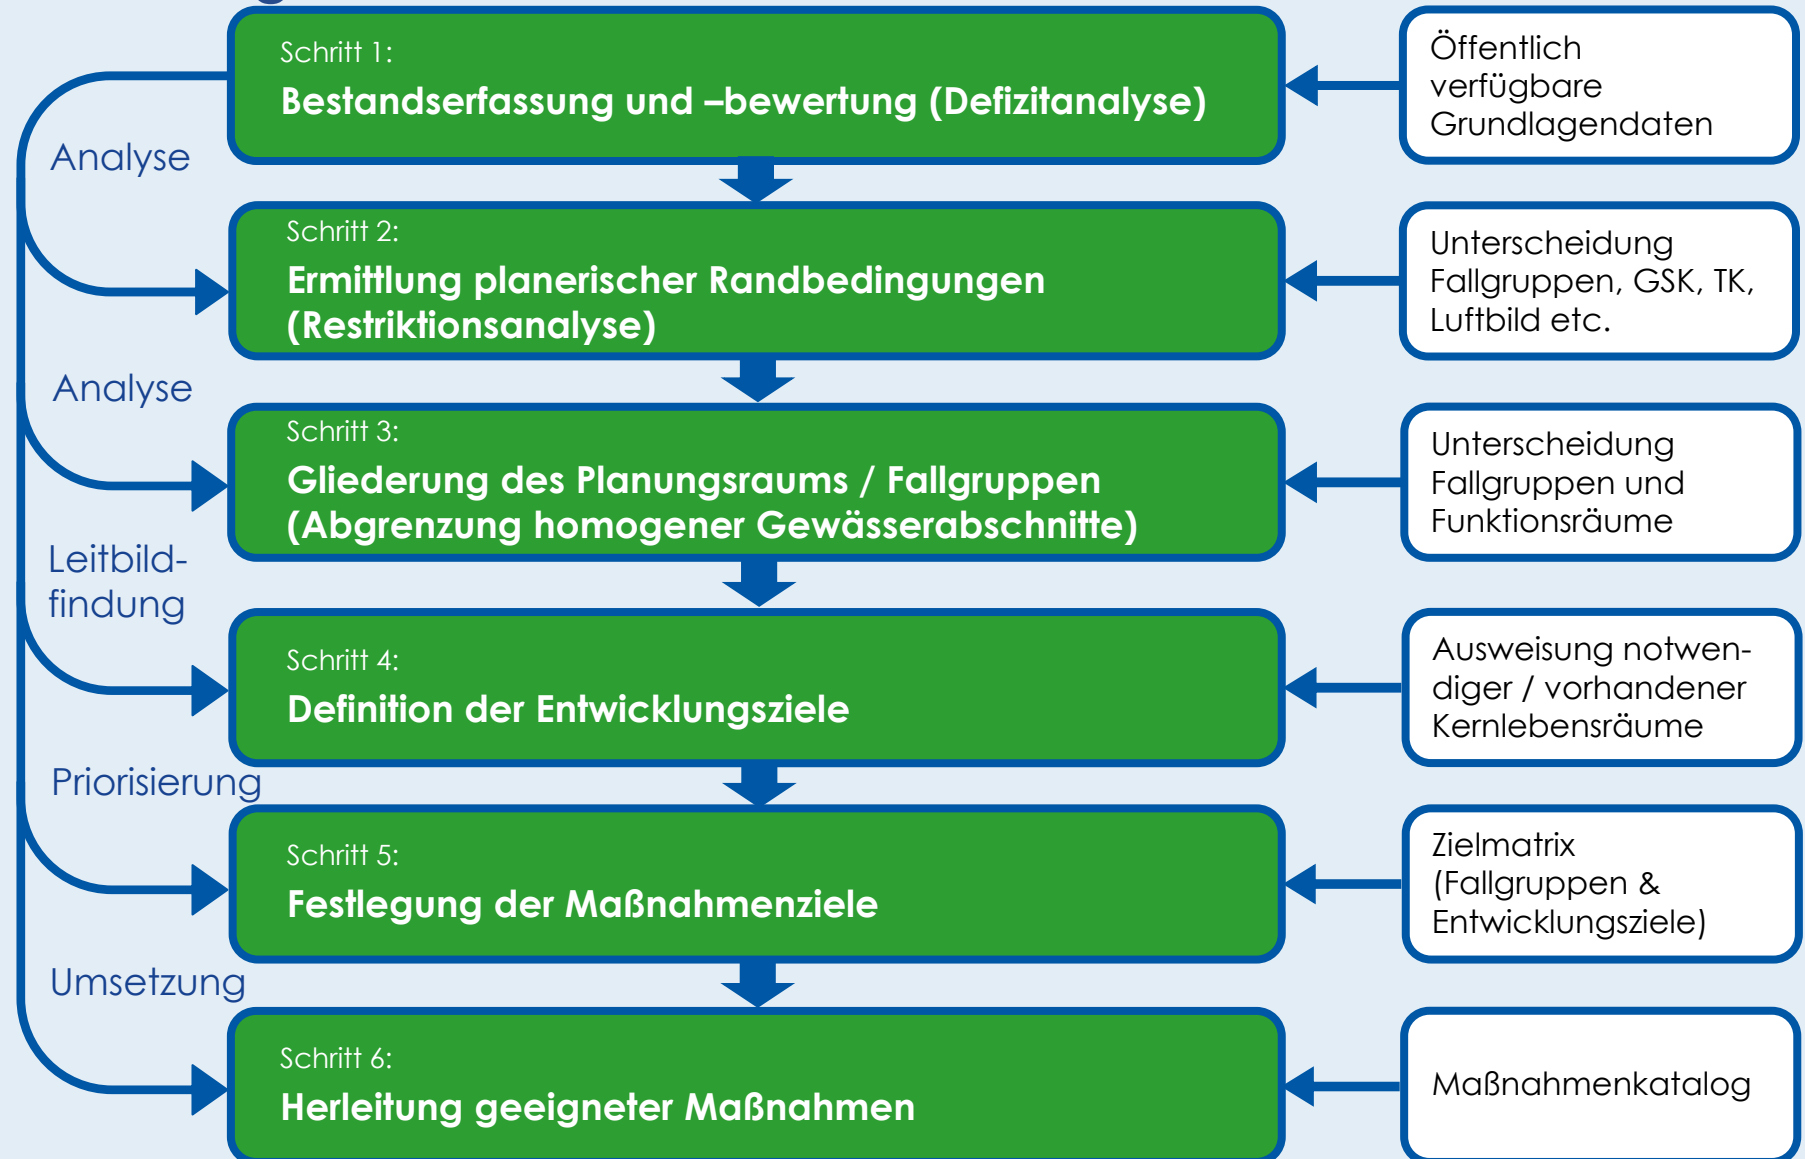 Schritt 1:
Bestandserfassung und –bewertung (Defizitanalyse)
Öffentlich
verfügbare
Grundlagendaten
Analyse
Schritt 2:
Ermittlung planerischer Randbedingungen
(Restriktionsanalyse)
Unterscheidung
Fallgruppen, GSK, TK,
Luftbild etc.
Analyse
Schritt 3:
Gliederung des Planungsraums / Fallgruppen
(Abgrenzung homogener Gewässerabschnitte)
Unterscheidung
Fallgruppen und
Funktionsräume
Leitbild-
findung
Schritt 4:
Definition der Entwicklungsziele
Ausweisung notwen-
diger / vorhandener
Kernlebensräume
Priorisierung
Schritt 5:
Festlegung der Maßnahmenziele
Zielmatrix
(Fallgruppen &
Entwicklungsziele)
Umsetzung
Schritt 6:
Herleitung geeigneter Maßnahmen
Maßnahmenkatalog